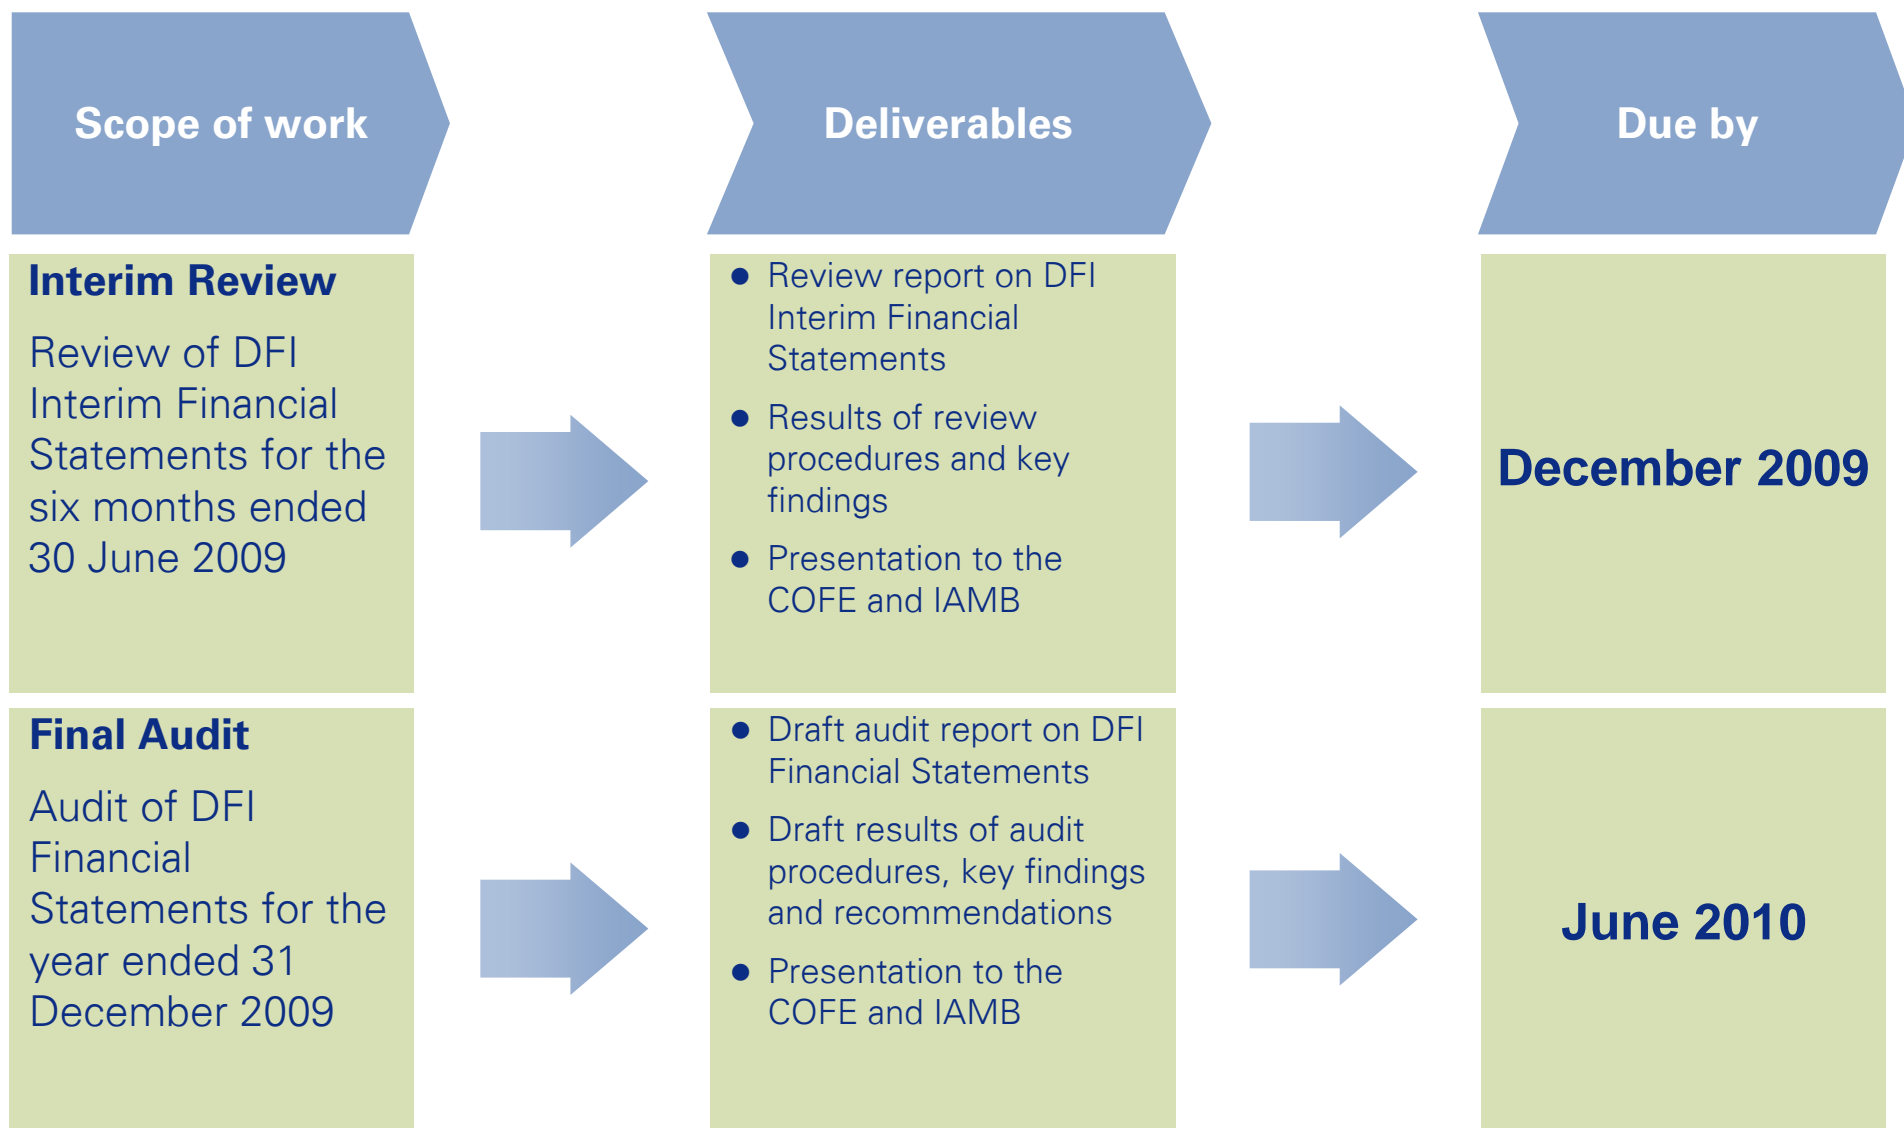 Scope of work
Deliverables
Due by
Interim Review
Review of DFI
Interim Financial
Statements for the
six months ended
30 June 2009
● Review report on DFI
Interim Financial
Statements
● Results of review
procedures and key
findings
● Presentation to the
COFE and IAMB
December 2009
Final Audit
Audit of DFI
Financial
Statements for the
year ended 31
December 2009
● Draft audit report on DFI
Financial Statements
● Draft results of audit
procedures, key findings
and recommendations
● Presentation to the
COFE and IAMB
June 2010